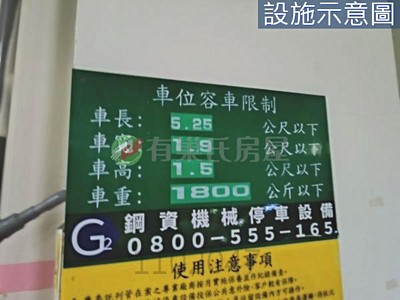 設施示意圖
車位容車限制
車長: 5.25 公尺以下
車寬: 1.9 公尺以下
車高: 1.5 公尺以下
車重: 1800 公斤以下
有巢氏房屋
G2 鋼資機械停車設備
0800-555-165
使用注意事項